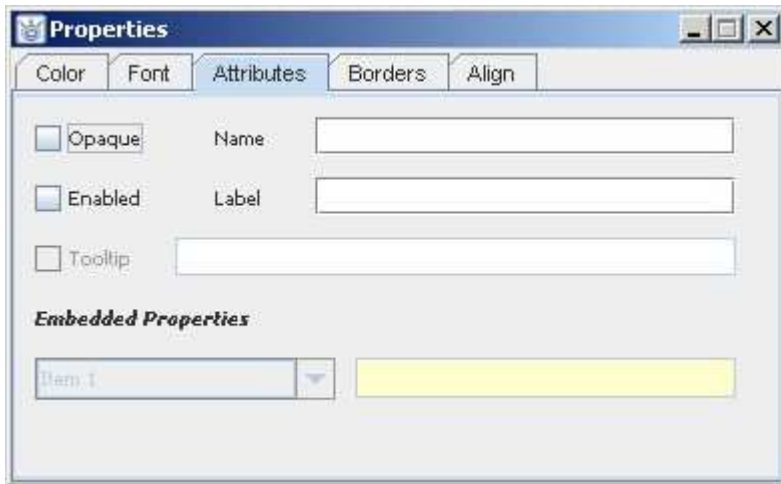 Properties
Color Font Attributes Borders Align
Opaque Name
Enabled Label
Tooltip
Embedded Properties
Item 1